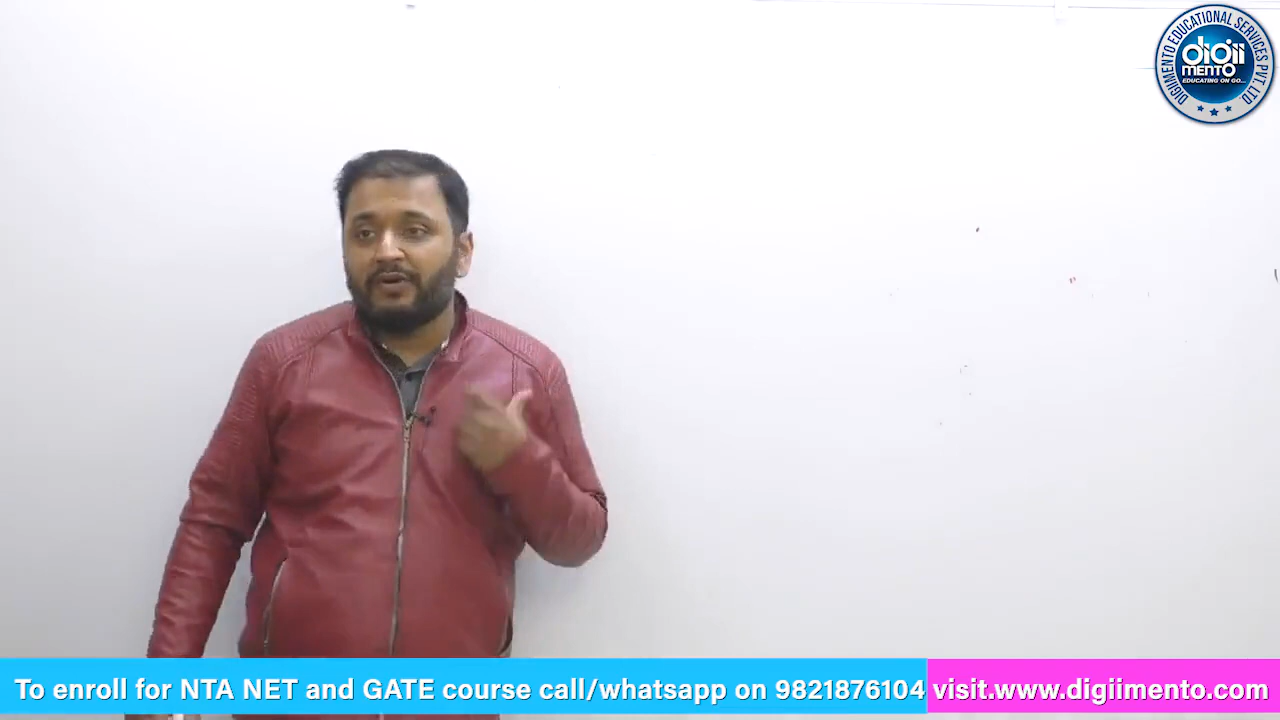 DIGIIMENTO EDUCATIONAL SERVICES PVT. LTD
digii
MENTO
EDUCATING ON GO...
To enroll for NTA NET and GATE course call/whatsapp on 9821876104 visit.www.digiimento.com